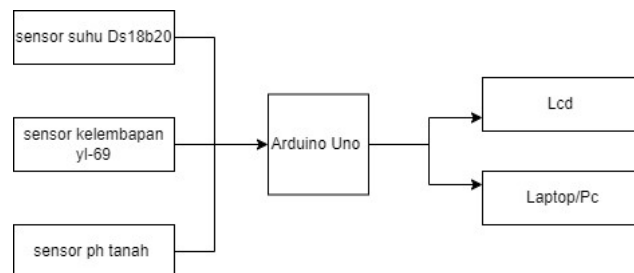 sensor suhu Ds18b20
sensor kelembapan
yl-69
sensor ph tanah
Arduino Uno
Lcd
Laptop/Pc